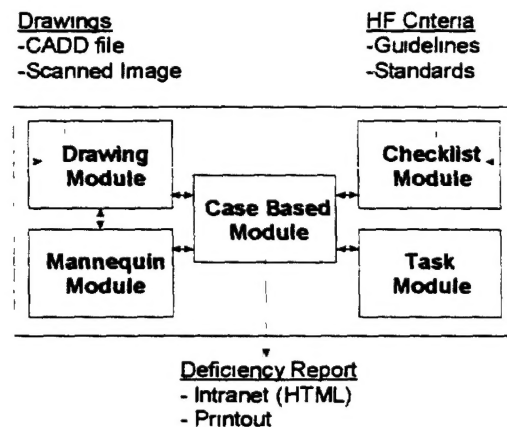 Drawings
-CADD file
-Scanned Image
HF Criteria
-Guidelines
-Standards
Drawing
Module
Checklist
Module
Case Based
Module
Mannequin
Module
Task
Module
Deficiency Report
- Intranet (HTML)
- Printout